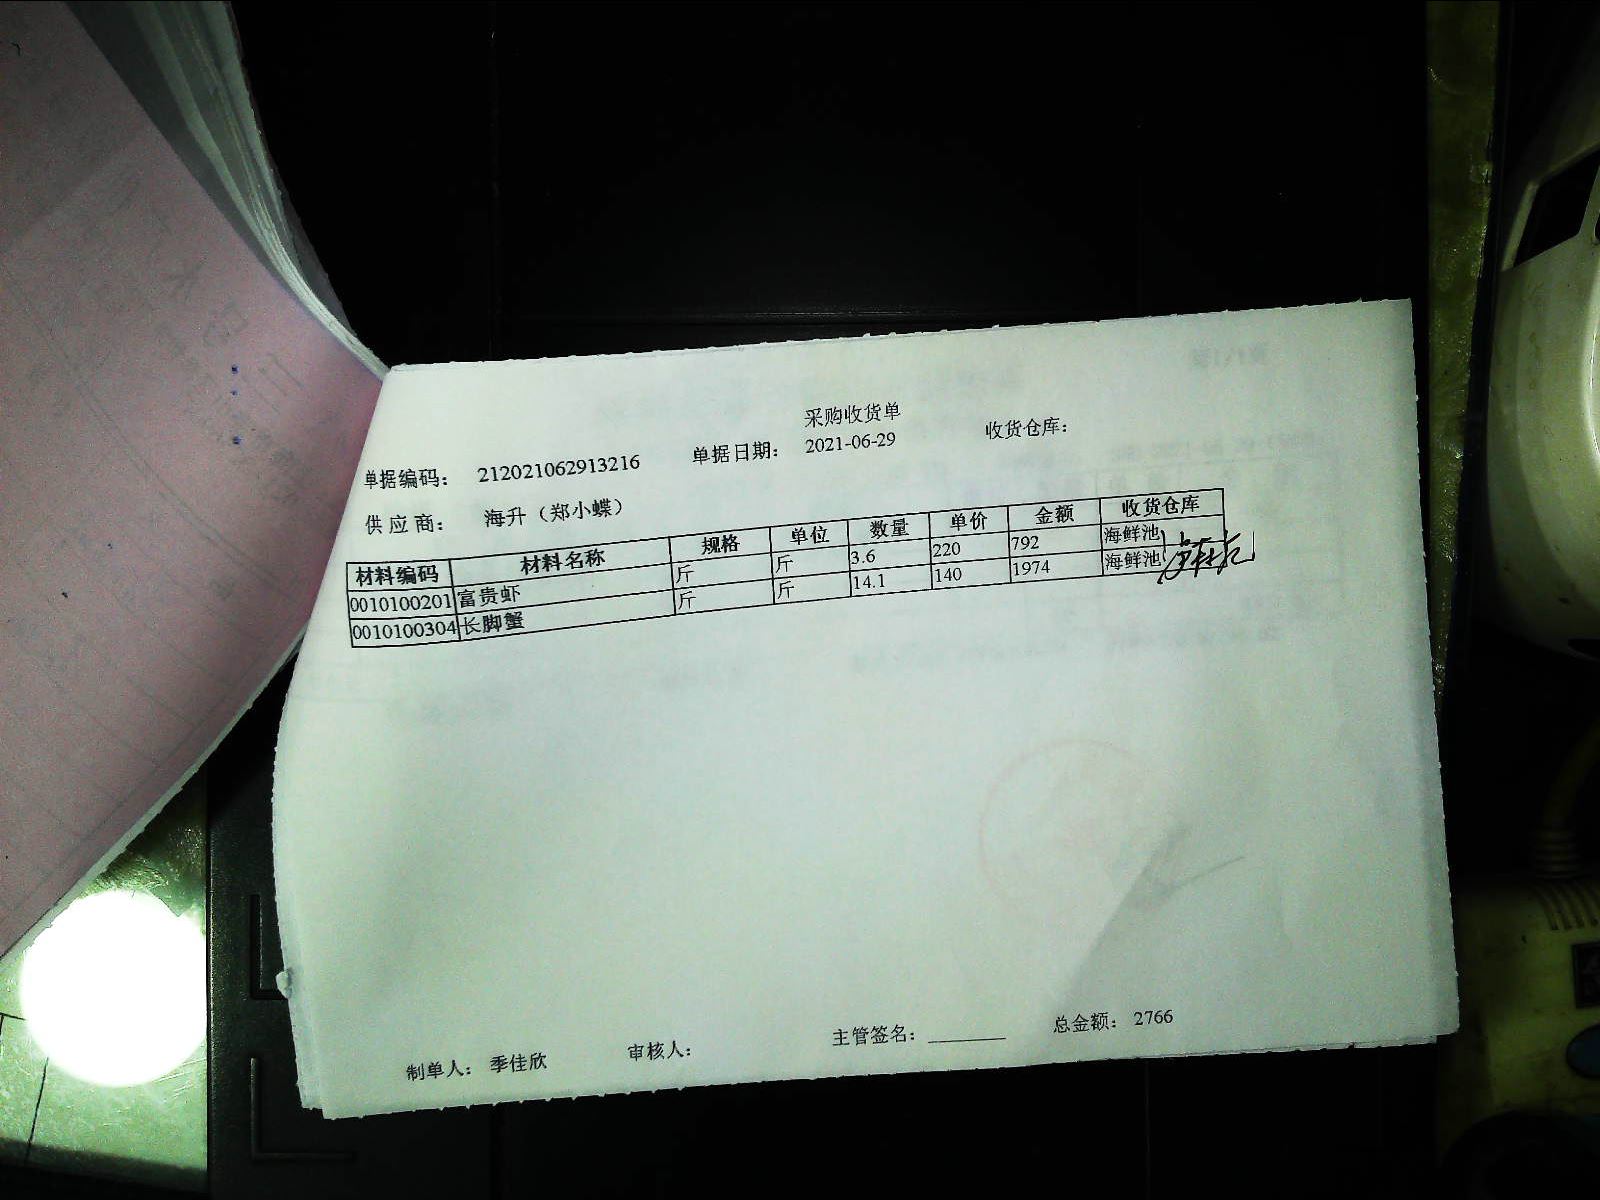 采购收货单
单据编码： 212021062913216 单据日期： 2021-06-29 收货仓库：
供应商： 海升（郑小蝶）
材料编码 材料名称 规格 单位 数量 单价 金额 收货仓库
0010100201 富贵虾 斤 斤 3.6 220 792 海鲜池
0010100304 长脚蟹 斤 斤 14.1 140 1974 海鲜池
制单人： 季佳欣 审核人： 主管签名： 总金额： 2766